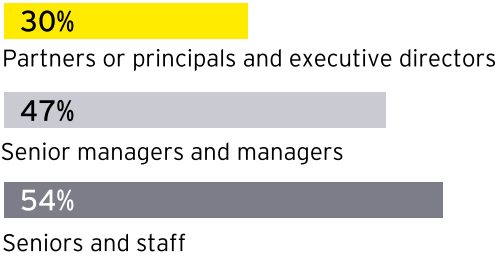 30%
Partners or principals and executive directors
47%
Senior managers and managers
54%
Seniors and staff